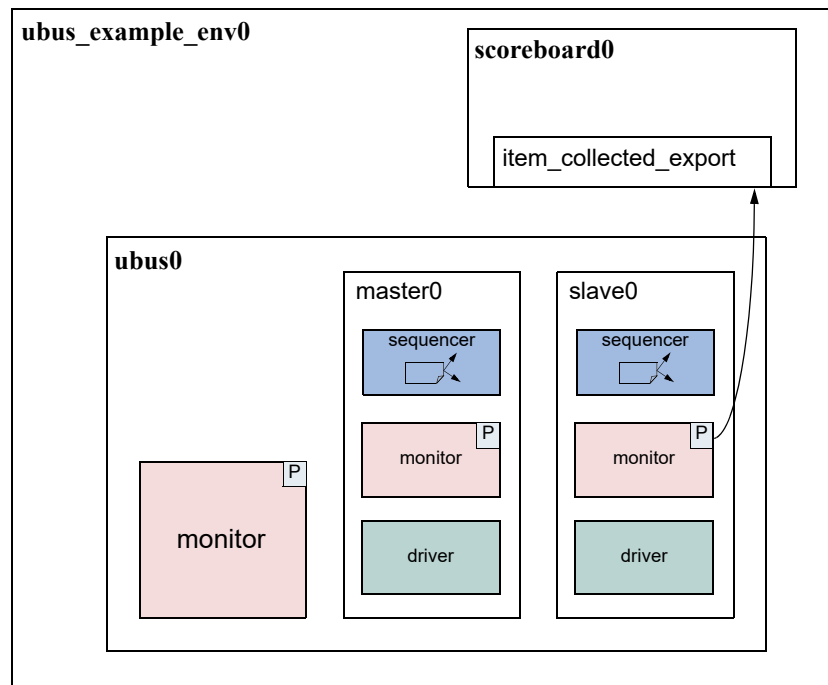 ubus_example_env0
scoreboard0
item_collected_export
ubus0
master0
sequencer
P
monitor
driver
slave0
sequencer
P
monitor
driver
P
monitor